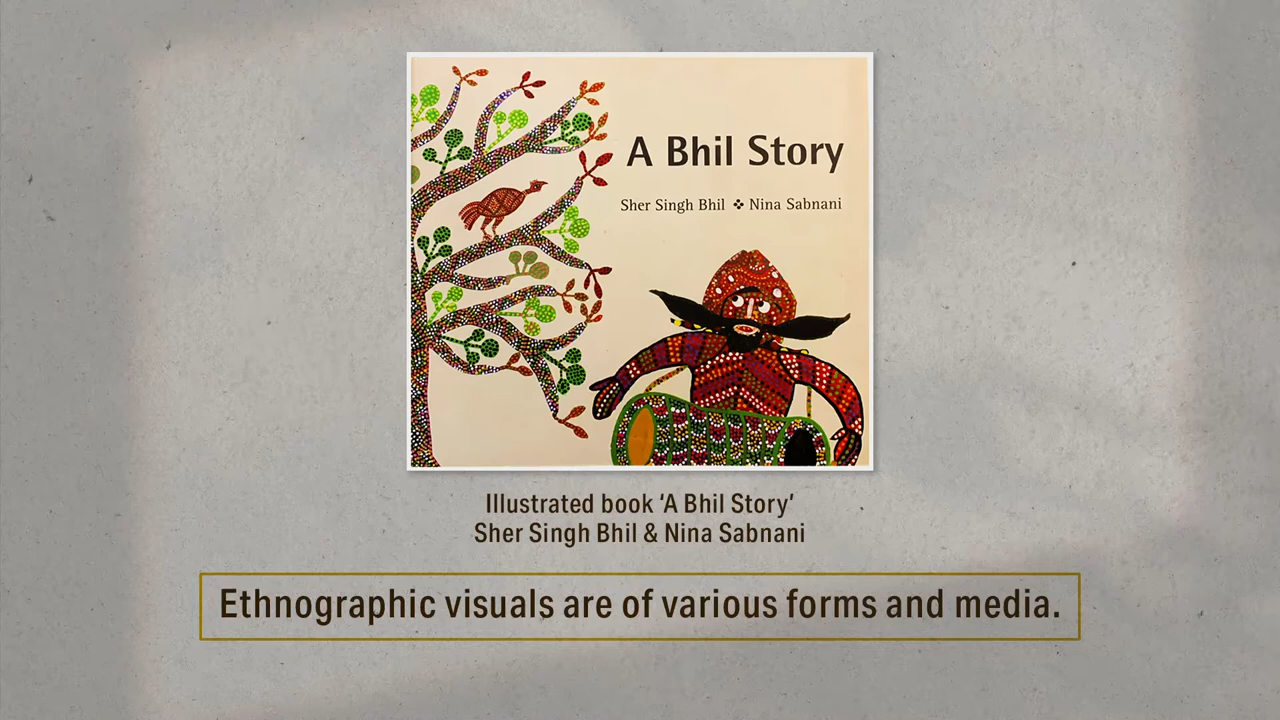 A Bhil Story
Sher Singh Bhil ❖ Nina Sabnani
Illustrated book ‘A Bhil Story’
Sher Singh Bhil & Nina Sabnani
Ethnographic visuals are of various forms and media.